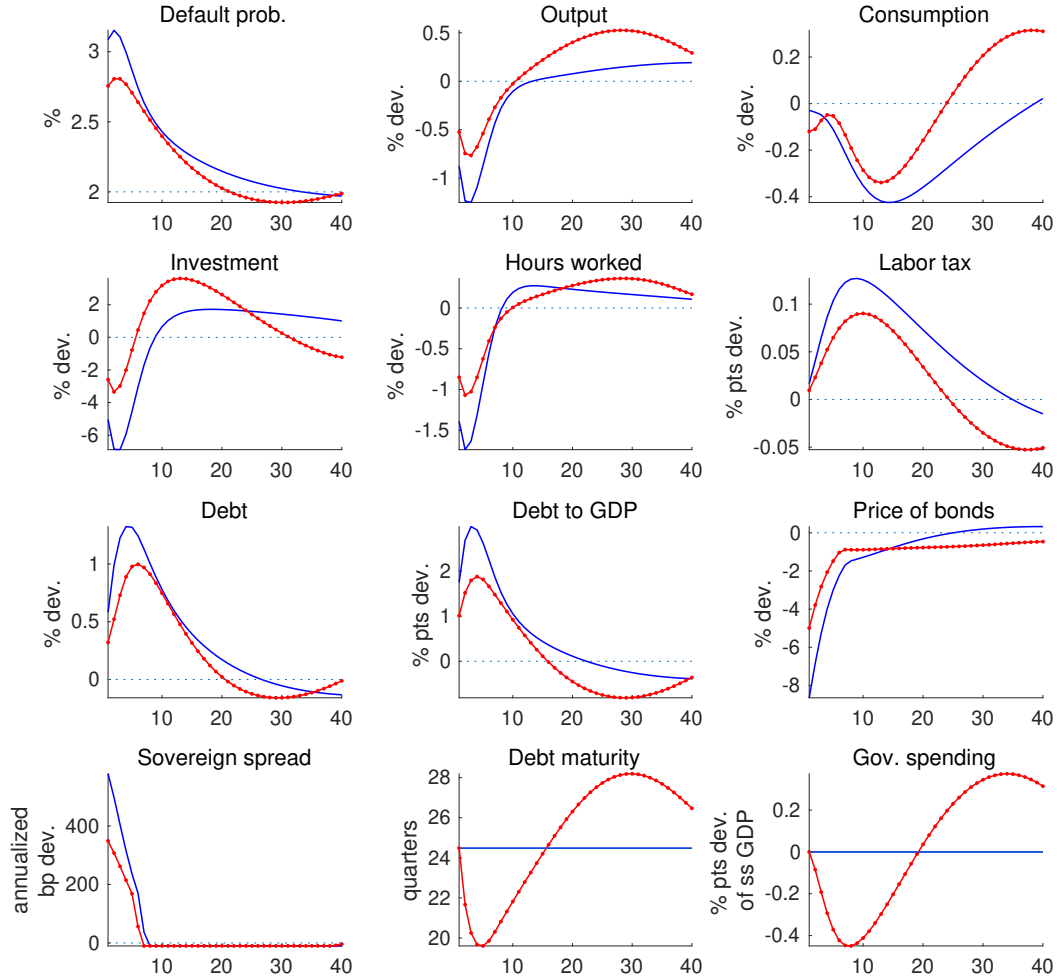 Default prob.
%
3
2.5
2
10 20 30 40
Output
% dev.
0.5
0
-0.5
-1
10 20 30 40
Consumption
% dev.
0.2
0
-0.2
-0.4
10 20 30 40
Investment
% dev.
2
0
-2
-4
-6
10 20 30 40
Hours worked
% dev.
0
-0.5
-1
-1.5
10 20 30 40
Labor tax
% pts dev.
0.1
0.05
0
-0.05
10 20 30 40
Debt
% dev.
1
0.5
0
10 20 30 40
Debt to GDP
% pts dev.
2
1
0
10 20 30 40
Price of bonds
% dev.
0
-2
-4
-6
-8
10 20 30 40
Sovereign spread
annualized
bp dev.
400
200
0
10 20 30 40
Debt maturity
quarters
28
26
24
22
20
10 20 30 40
Gov. spending
% pts dev.
of ss GDP
0.2
0
-0.2
-0.4
10 20 30 40